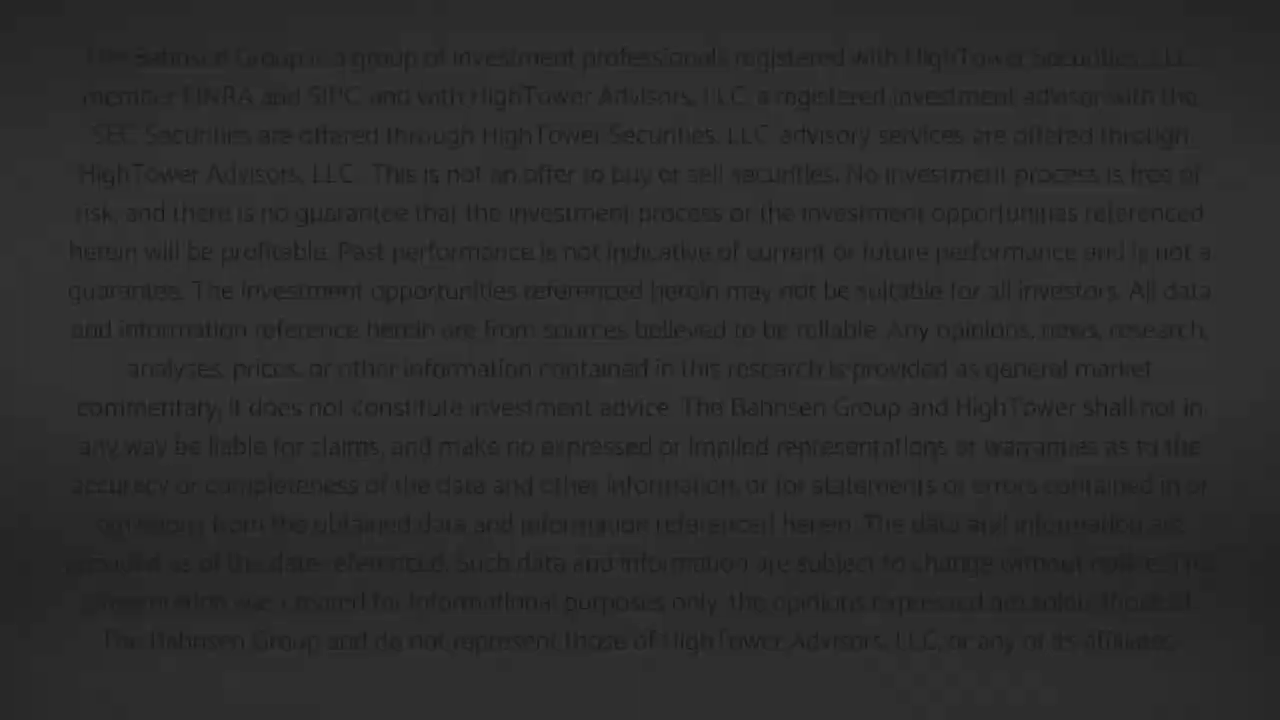 The Bahnsen Group is a group of investment professionals registered with HighTower Securities, LLC,
member FINRA and SIPC, and with HighTower Advisors, LLC, a registered investment advisor with the
SEC. Securities are offered through HighTower Securities, LLC; advisory services are offered through
HighTower Advisors, LLC. This is not an offer to buy or sell securities. No investment process is free of
risk, and there is no guarantee that the investment process or the investment opportunities referenced
herein will be profitable. Past performance is not indicative of current or future performance and is not a
guarantee. The investment opportunities referenced herein may not be suitable for all investors. All data
and information reference herein are from sources believed to be reliable. Any opinions, news, research,
analyses, prices, or other information contained in this research is provided as general market
commentary, it does not constitute investment advice. The Bahnsen Group and HighTower shall not in
any way be liable for claims, and make no expressed or implied representations or warranties as to the
accuracy or completeness of the data and other information, or for statements or errors contained in or
omissions from the obtained data and information referenced herein. The data and information are
provided as of the date referenced. Such data and information are subject to change without notice.
was created for informational purposes only; the opinions expressed are solely those of
The Bahnsen Group and do not represent those of HighTower Advisors, LLC, or any of its affiliates.